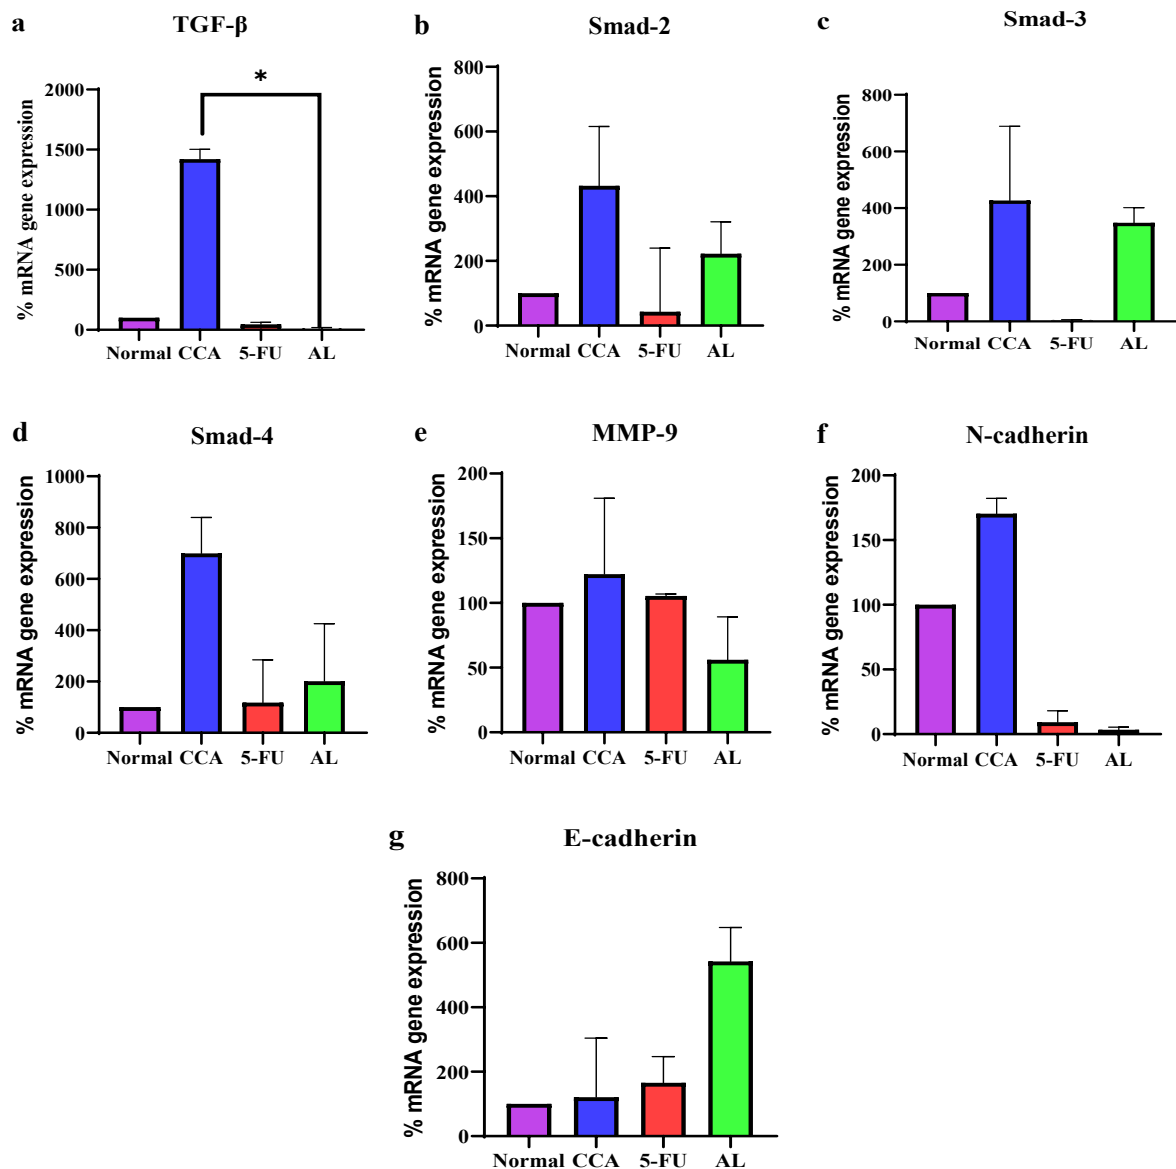 a
TGF-β
% mRNA gene expression
2000
1500
1000
500
0
*
Normal CCA 5-FU AL
b
Smad-2
% mRNA gene expression
800
600
400
200
0
Normal CCA 5-FU AL
c
Smad-3
% mRNA gene expression
800
600
400
200
0
Normal CCA 5-FU AL
d
Smad-4
% mRNA gene expression
1000
800
600
400
200
0
Normal CCA 5-FU AL
e
MMP-9
% mRNA gene expression
200
150
100
50
0
Normal CCA 5-FU AL
f
N-cadherin
% mRNA gene expression
200
150
100
50
0
Normal CCA 5-FU AL
g
E-cadherin
% mRNA gene expression
800
600
400
200
0
Normal CCA 5-FU AL